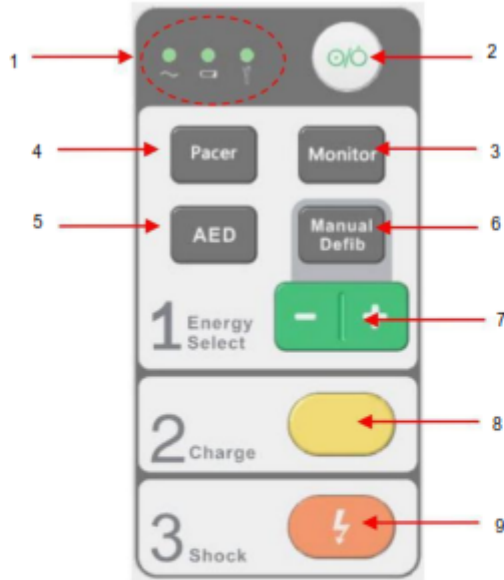 1
2
4
Pacer
Monitor
3
5
AED
Manual
Defib
6
1 Energy
Select
- +
7
2 Charge
8
3 Shock
9